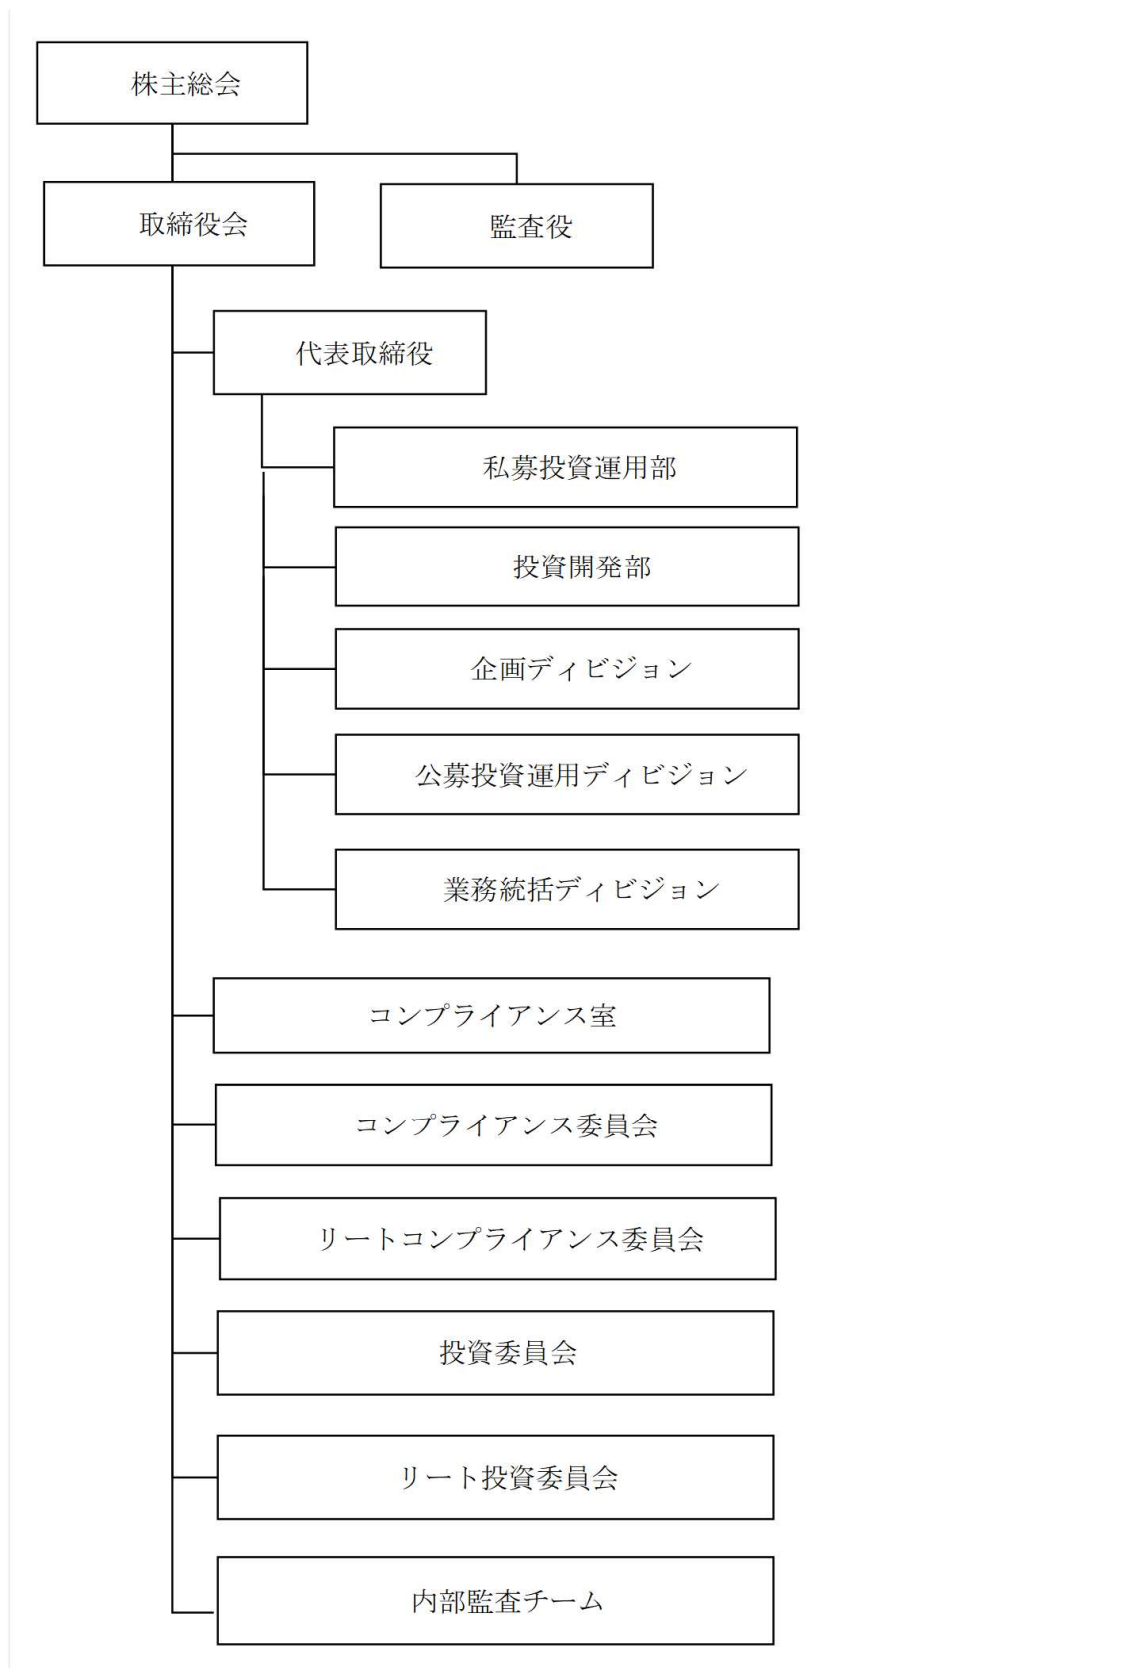 株主総会
取締役会
監査役
代表取締役
私募投資運用部
投資開発部
企画ディビジョン
公募投資運用ディビジョン
業務統括ディビジョン
コンプライアンス室
コンプライアンス委員会
リートコンプライアンス委員会
投資委員会
リート投資委員会
内部監査チーム